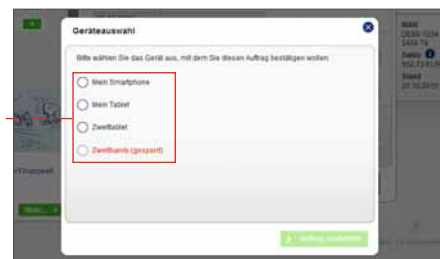 Geräteauswahl
Bitte wählen Sie das Gerät aus, mit dem Sie diesen Auftrag bestätigen wollen.
Mein Smartphone
Mein Tablet
Zweittablet
Zweithandy (gesperrt)
Auftrag
IBAN
Saldo
Stand
Finanzwelt